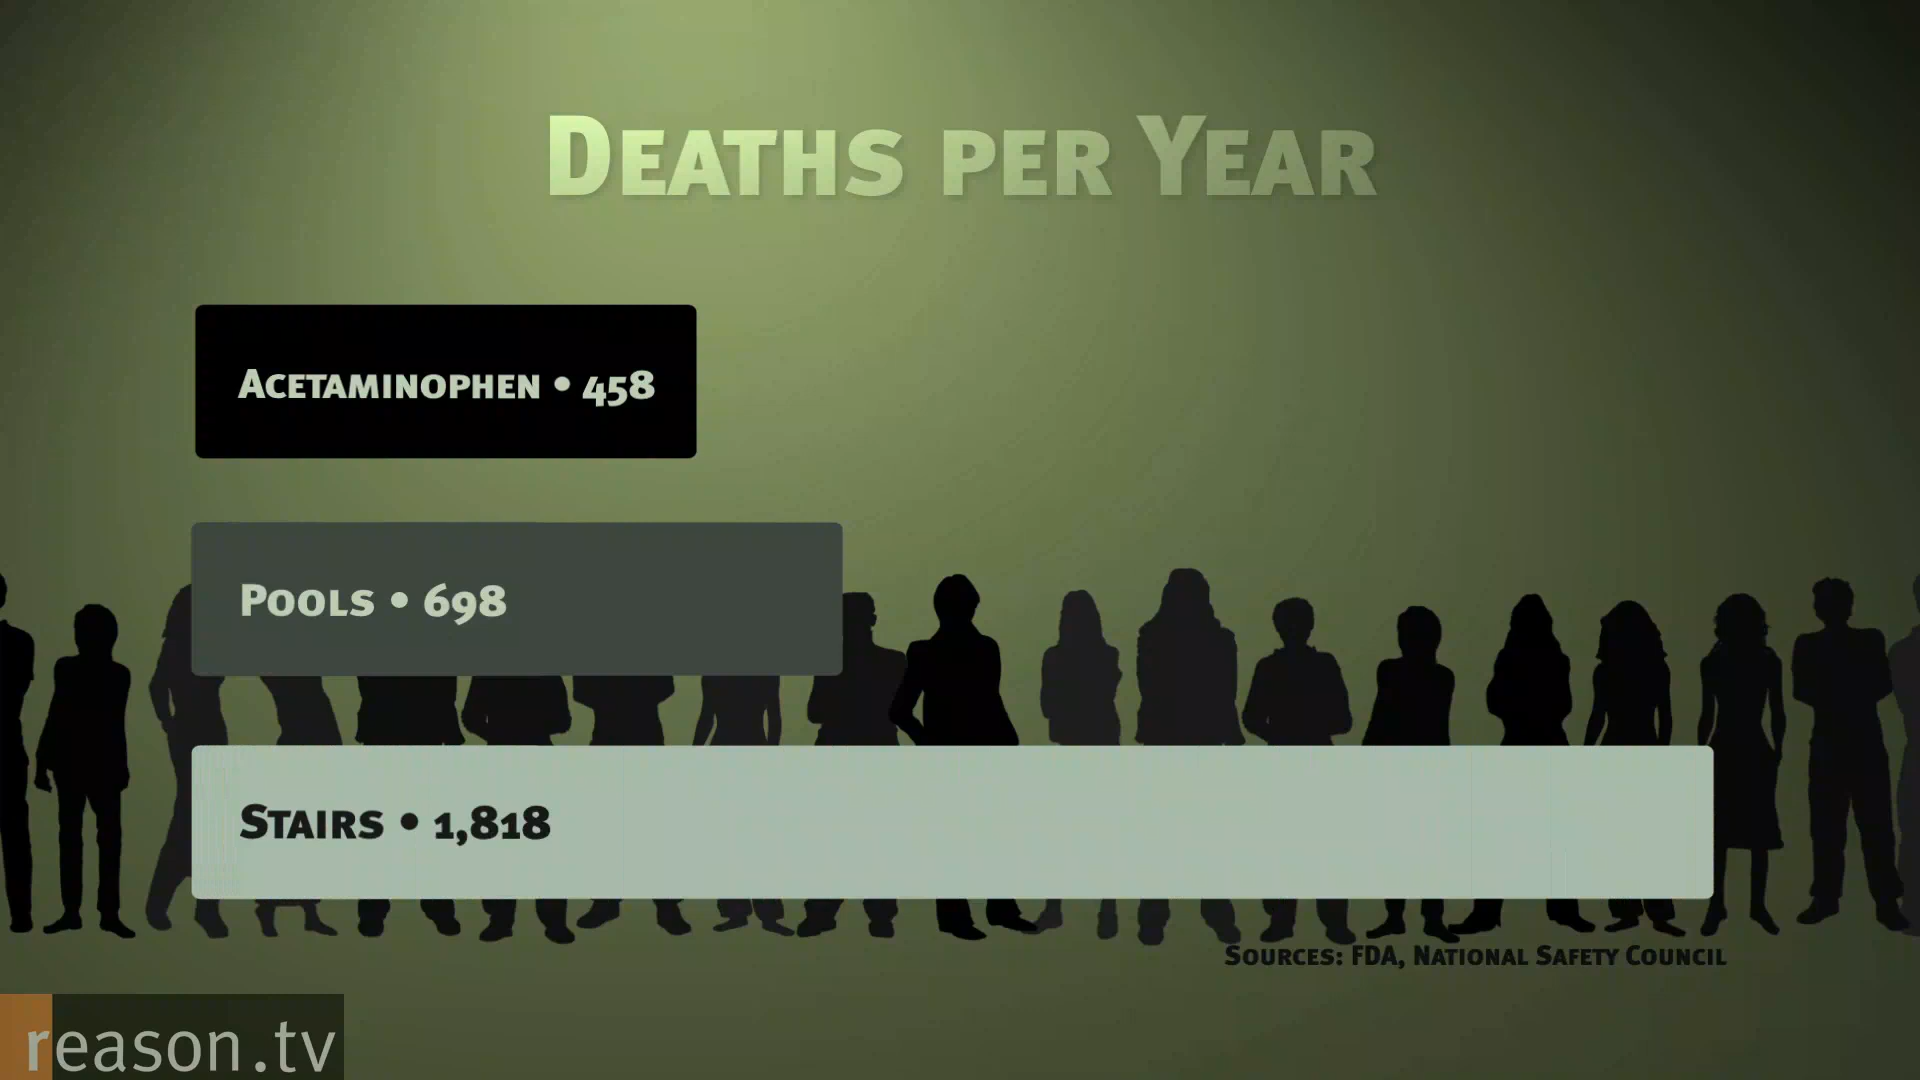 Deaths per Year
Acetaminophen • 458
Pools • 698
Stairs • 1,818
Sources: FDA, National Safety Council
reason.tv